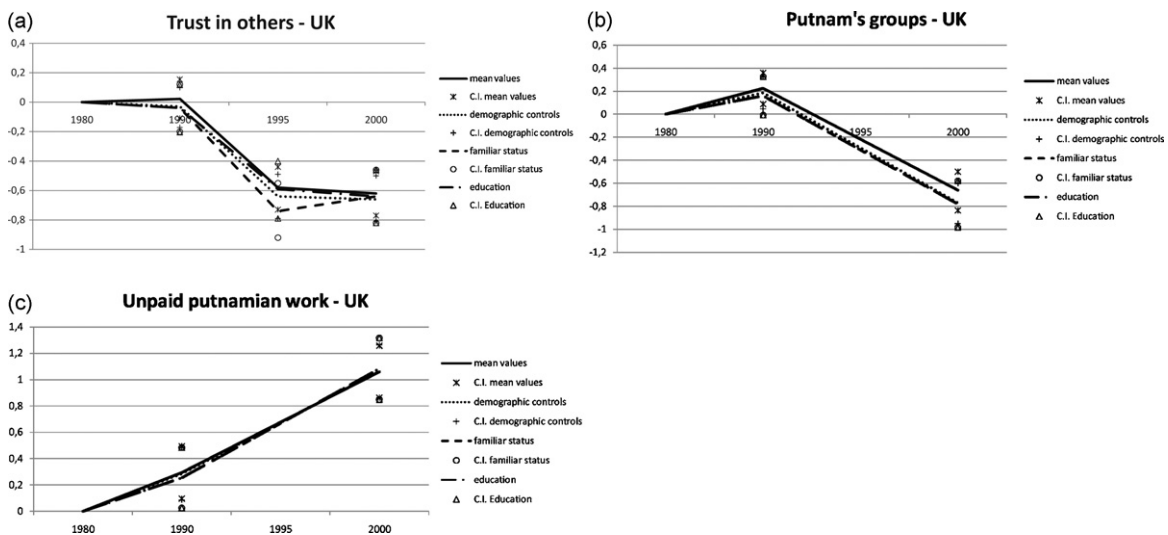 (a)
Trust in others - UK
0,4
0,2
0
-0,2
-0,4
-0,6
-0,8
-1
1980
1990
1995
2000
mean values
C.I. mean values
demographic controls
C.I. demographic controls
familiar status
C.I. familiar status
education
C.I. Education
(b)
Putnam's groups - UK
0,6
0,4
0,2
0
-0,2
-0,4
-0,6
-0,8
-1
-1,2
1980
1990
1995
2000
mean values
C.I. mean values
demographic controls
C.I. demographic controls
familiar status
C.I. familiar status
education
C.I. Education
(c)
Unpaid putnamian work - UK
1,4
1,2
1
0,8
0,6
0,4
0,2
0
1980
1990
1995
2000
mean values
C.I. mean values
demographic controls
C.I. demographic controls
familiar status
C.I. familiar status
education
C.I. Education